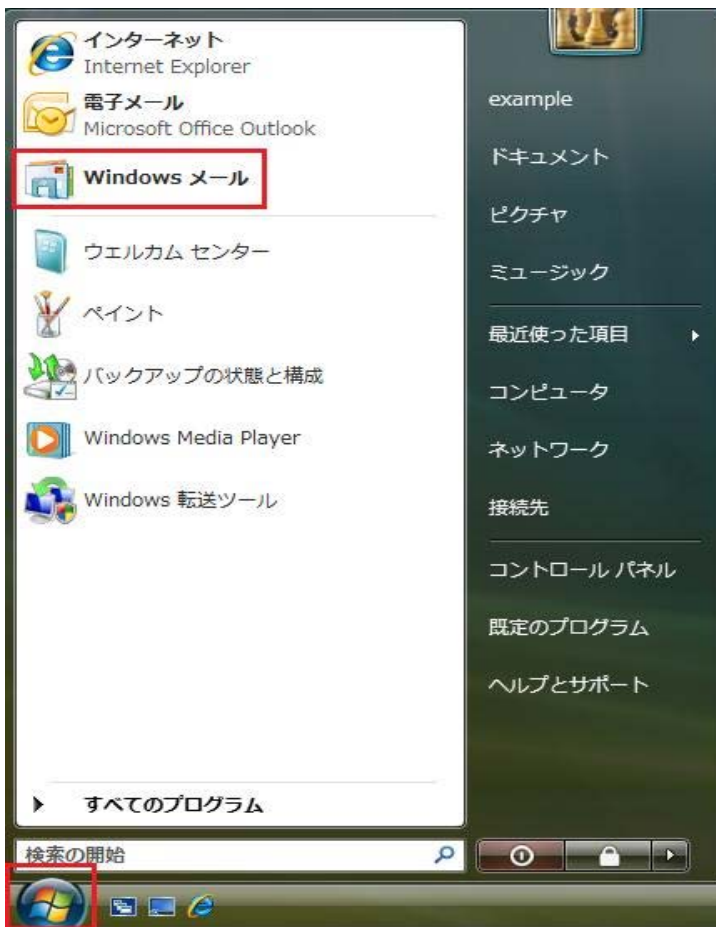 インターネット
Internet Explorer
電子メール
Microsoft Office Outlook
Windows メール
ウェルカム センター
ペイント
バックアップの状態と構成
Windows Media Player
Windows 転送ツール
すべてのプログラム
検索の開始
example
ドキュメント
ピクチャ
ミュージック
最近使った項目
コンピュータ
ネットワーク
接続先
コントロール パネル
既定のプログラム
ヘルプとサポート